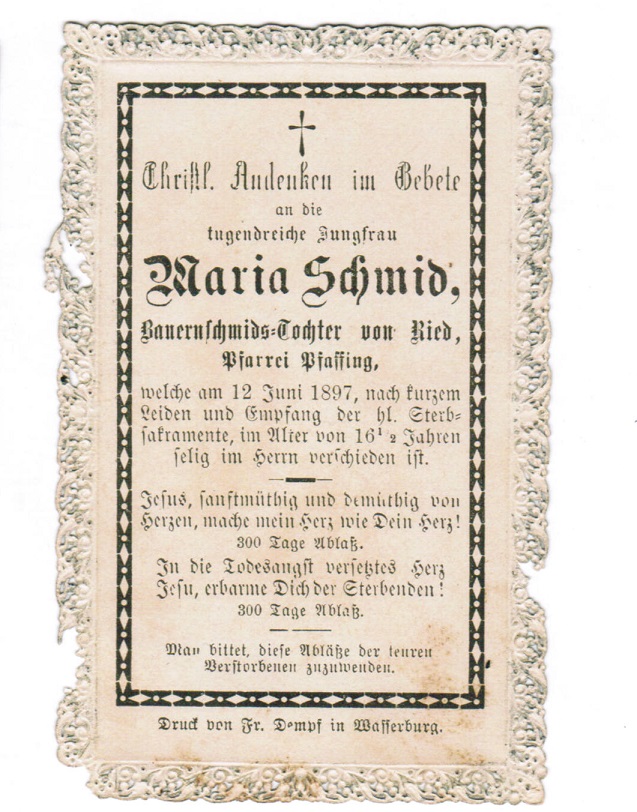 Christl. Andenken im Gebete
an die
tugendreiche Jungfrau
Maria Schmid,
Bauernschmids-Tochter von Ried,
Pfarrei Pfaffing,
welche am 12 Juni 1897, nach kurzem
Leiden und Empfang der hl. Sterb-
sakramente, im Alter von 16 1/2 Jahren
selig im Herrn verschieden ist.
Jesus, sanftmüthig und demüthig von
Herzen, mache mein Herz wie Dein Herz!
300 Tage Ablaß.
In die Todesangst versetztes Herz
Jesu, erbarme Dich der Sterbenden!
300 Tage Ablaß.
Man bittet, diese Abläße der teuren
Verstorbenen zuzuwenden.
Druck von Fr. Dempf in Wasserburg.